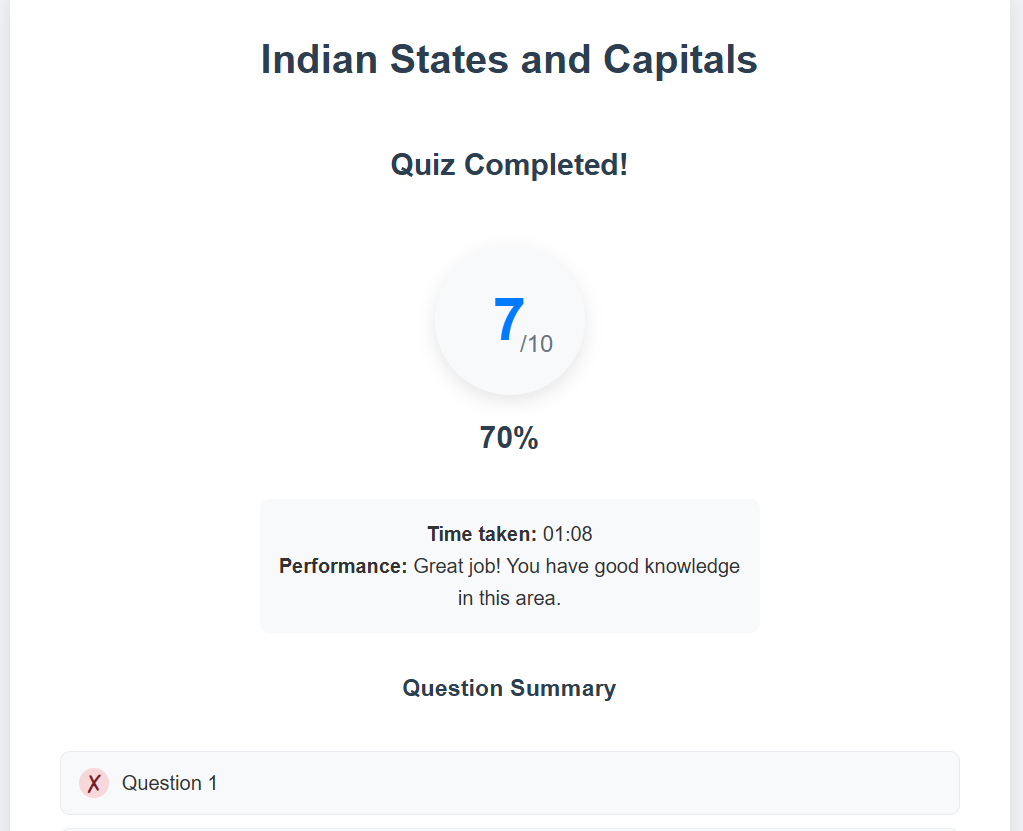 Indian States and Capitals
Quiz Completed!
7/10
70%
Time taken: 01:08
Performance: Great job! You have good knowledge
in this area.
Question Summary
✗ Question 1